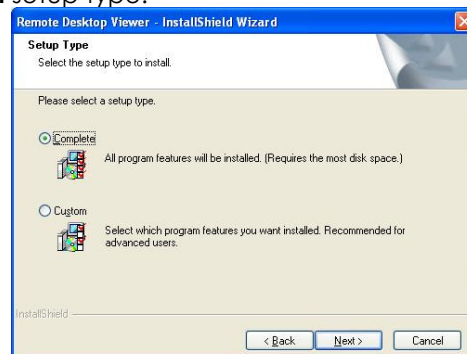 setup type.
Remote Desktop Viewer - InstallShield Wizard
Setup Type
Select the setup type to install.
Please select a setup type.
Complete
All program features will be installed. (Requires the most disk space.)
Custom
Select which program features you want installed. Recommended for
advanced users.
InstallShield
< Back Next > Cancel